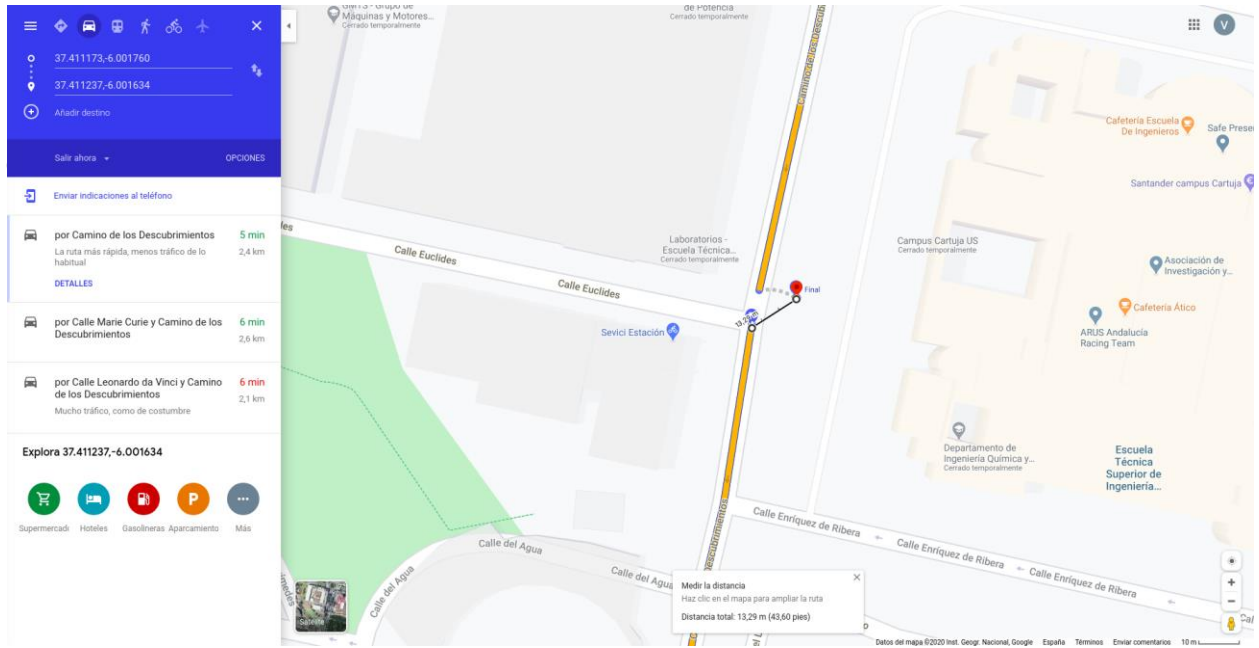 37.411173,-6.001760
37.411237,-6.001634
Añadir destino
Salir ahora
OPCIONES
Enviar indicaciones al teléfono
por Camino de los Descubrimientos
5 min
La ruta más rápida, menos tráfico de lo
habitual
2,4 km
DETALLES
por Calle Marie Curie y Camino de los
Descubrimientos
6 min
2,6 km
por Calle Leonardo da Vinci y Camino
de los Descubrimientos
6 min
2,1 km
Mucho tráfico, como de costumbre
Explora 37.411237,-6.001634
Supermercadi
Hoteles
Gasolineras
Aparcamiento
Más
Máquinas y Motores...
Cerrado temporalmente
de Potencia
Cerrado temporalmente
Camino de los Descubri
V
Cafetería Escuela
De Ingenieros
Safe Prese
Santander campus Cartuja
Calle Euclides
Calle Euclides
Laboratorios -
Escuela Técnica...
Cerrado temporalmente
Campus Cartuja US
Cerrado temporalmente
Asociación de
Investigación y...
Final
Cafetería Ático
Sevici Estación
ARUS Andalucía
Racing Team
Departamento de
Ingeniería Química y...
Cerrado temporalmente
Escuela
Técnica
Superior de
Ingeniería...
Calle Enríquez de Ribera
Calle Enríquez de Ribera
Calle Enríquez de Ribera
Calle del Agua
Calle del Agua
Calle del Agua
Descubrimientos
Satélite
Medir la distancia
Haz clic en el mapa para ampliar la ruta
Distancia total: 13,29 m (43,60 pies)
Datos del mapa ©2020 Inst. Geogr. Nacional, Google
España
Términos
Enviar comentarios
10 m